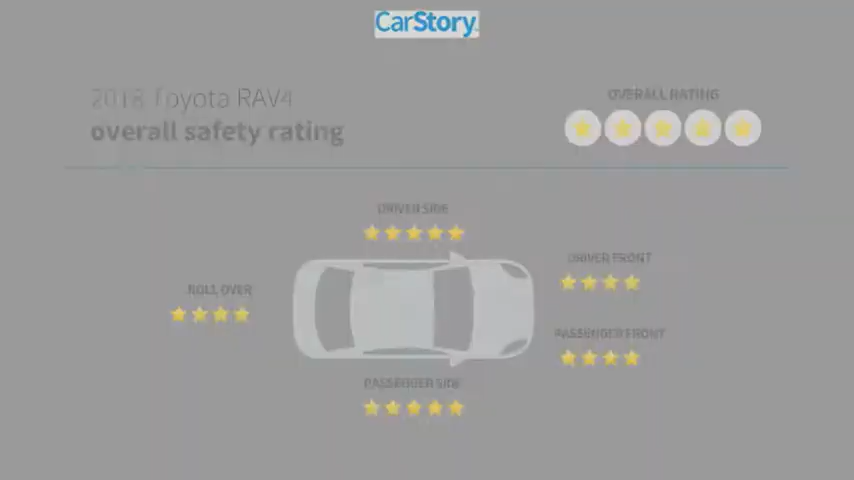 CarStory
2018 Toyota RAV4
overall safety rating
OVERALL RATING
DRIVER SIDE
DRIVER FRONT
ROLL OVER
PASSENGER FRONT
PASSENGER SIDE